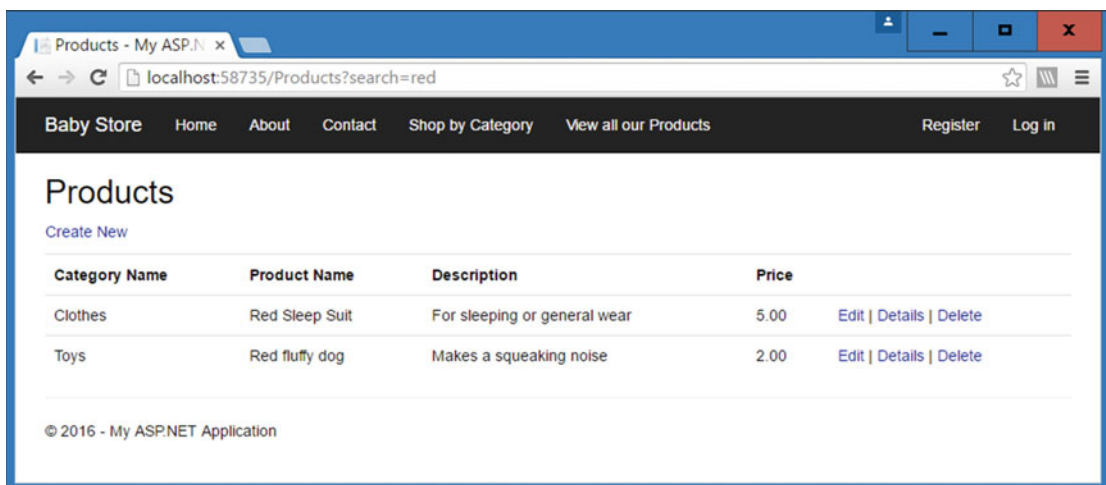 Products - My ASP.N
localhost:58735/Products?search=red
Baby Store Home About Contact Shop by Category View all our Products Register Log in
Products
Create New
Category Name Product Name Description Price
Clothes Red Sleep Suit For sleeping or general wear 5.00 Edit | Details | Delete
Toys Red fluffy dog Makes a squeaking noise 2.00 Edit | Details | Delete
© 2016 - My ASP.NET Application